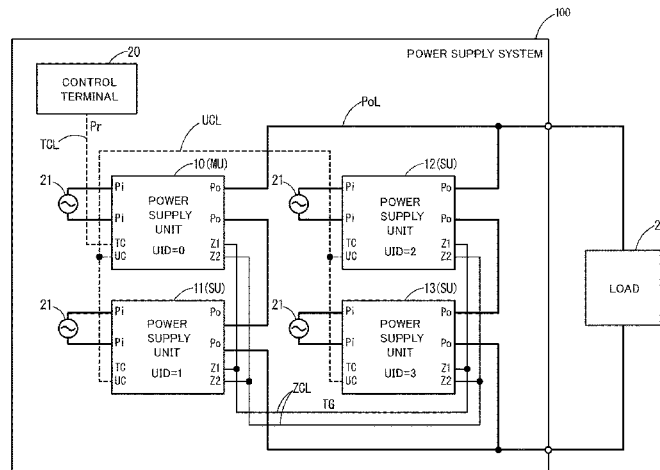 100
POWER SUPPLY SYSTEM
20
CONTROL
TERMINAL
Pr
TCL
UCL
PoL
10(MU)
21
Pi
Pi
TC
UC
POWER
SUPPLY
UNIT
UID=0
Po
Po
Z1
Z2
12(SU)
21
Pi
Pi
TC
UC
POWER
SUPPLY
UNIT
UID=2
Po
Po
Z1
Z2
11(SU)
21
Pi
Pi
TC
UC
POWER
SUPPLY
UNIT
UID=1
Po
Po
Z1
Z2
13(SU)
21
Pi
Pi
TC
UC
POWER
SUPPLY
UNIT
UID=3
Po
Po
Z1
Z2
LOAD
ZCL
TG